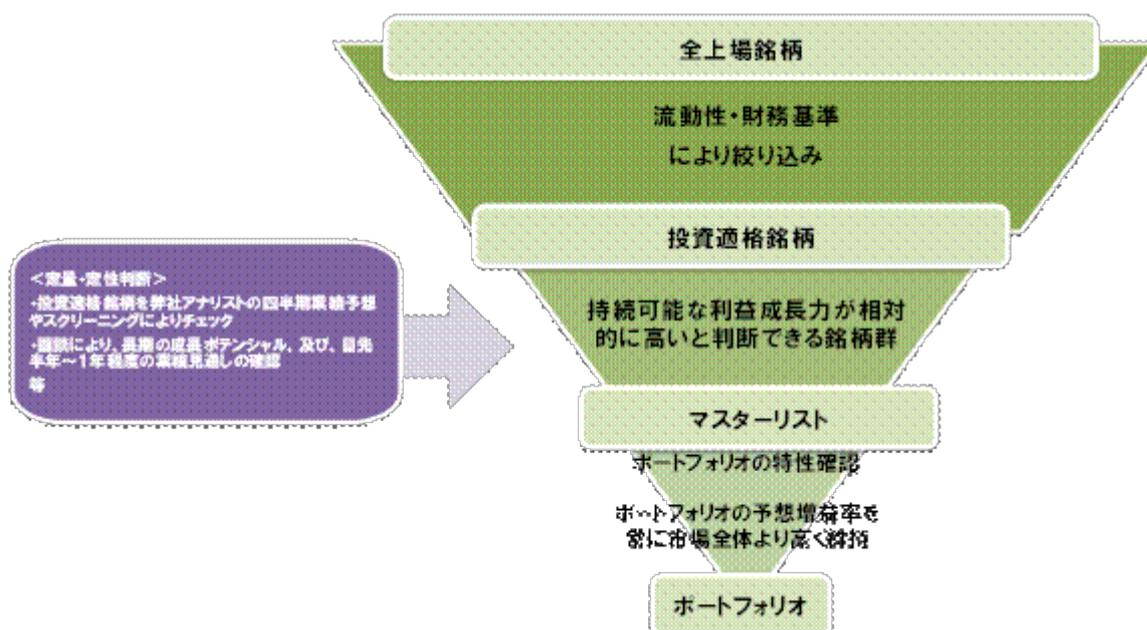 全上場銘柄
流動性・財務基準
により絞り込み
投資適格銘柄
<定量・定性判断>
・投資適格銘柄を弊社アナリストの四半期業績予想
やスクリーニングによりチェック
・面談により、長期の成長ポテンシャル、及び、目先
半年~1年程度の業績見通しの確認
等
持続可能な利益成長力が相対
的に高いと判断できる銘柄群
マスターリスト
ポートフォリオの特性確認
ポートフォリオの予想増益率を
常に市場全体より高く維持
ポートフォリオ